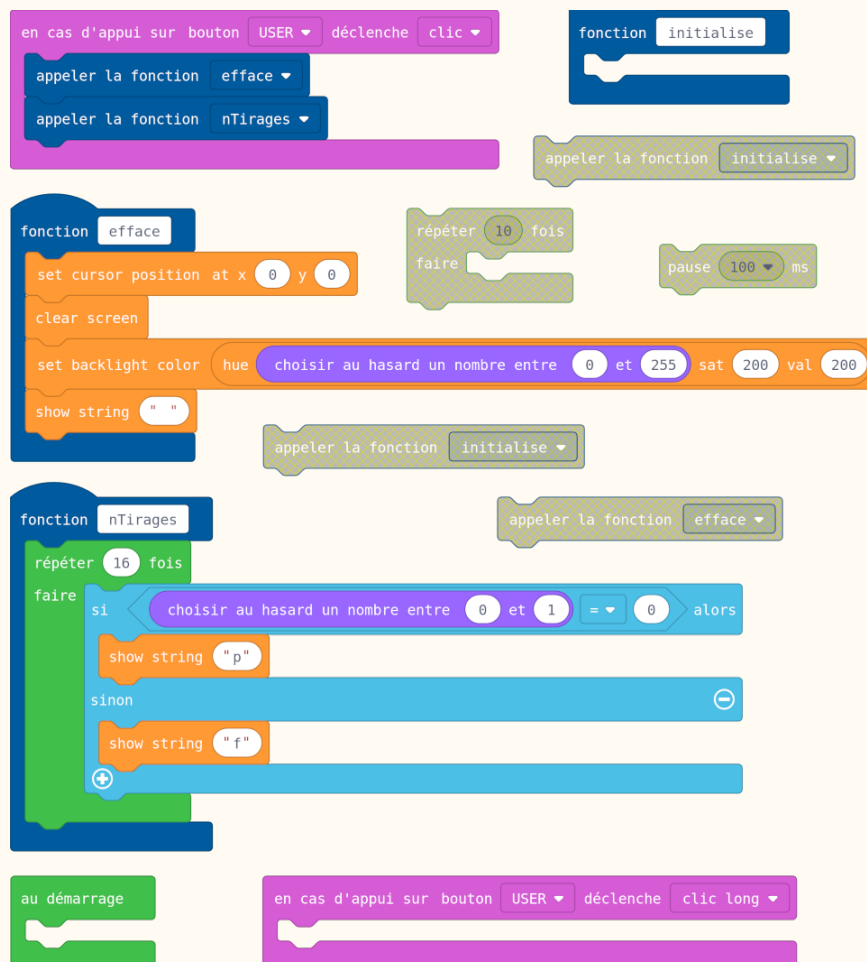 en cas d'appui sur bouton USER déclenche clic
fonction initialise
appeler la fonction efface
appeler la fonction nTirages
appeler la fonction initialise
fonction efface
répéter 10 fois
faire
pause 100 ms
set cursor position at x 0 y 0
clear screen
set backlight color hue choisir au hasard un nombre entre 0 et 255 sat 200 val 200
show string " "
appeler la fonction initialise
fonction nTirages
appeler la fonction efface
répéter 16 fois
faire
si choisir au hasard un nombre entre 0 et 1 = 0 alors
show string "p"
sinon
show string "f"
au démarrage
en cas d'appui sur bouton USER déclenche clic long